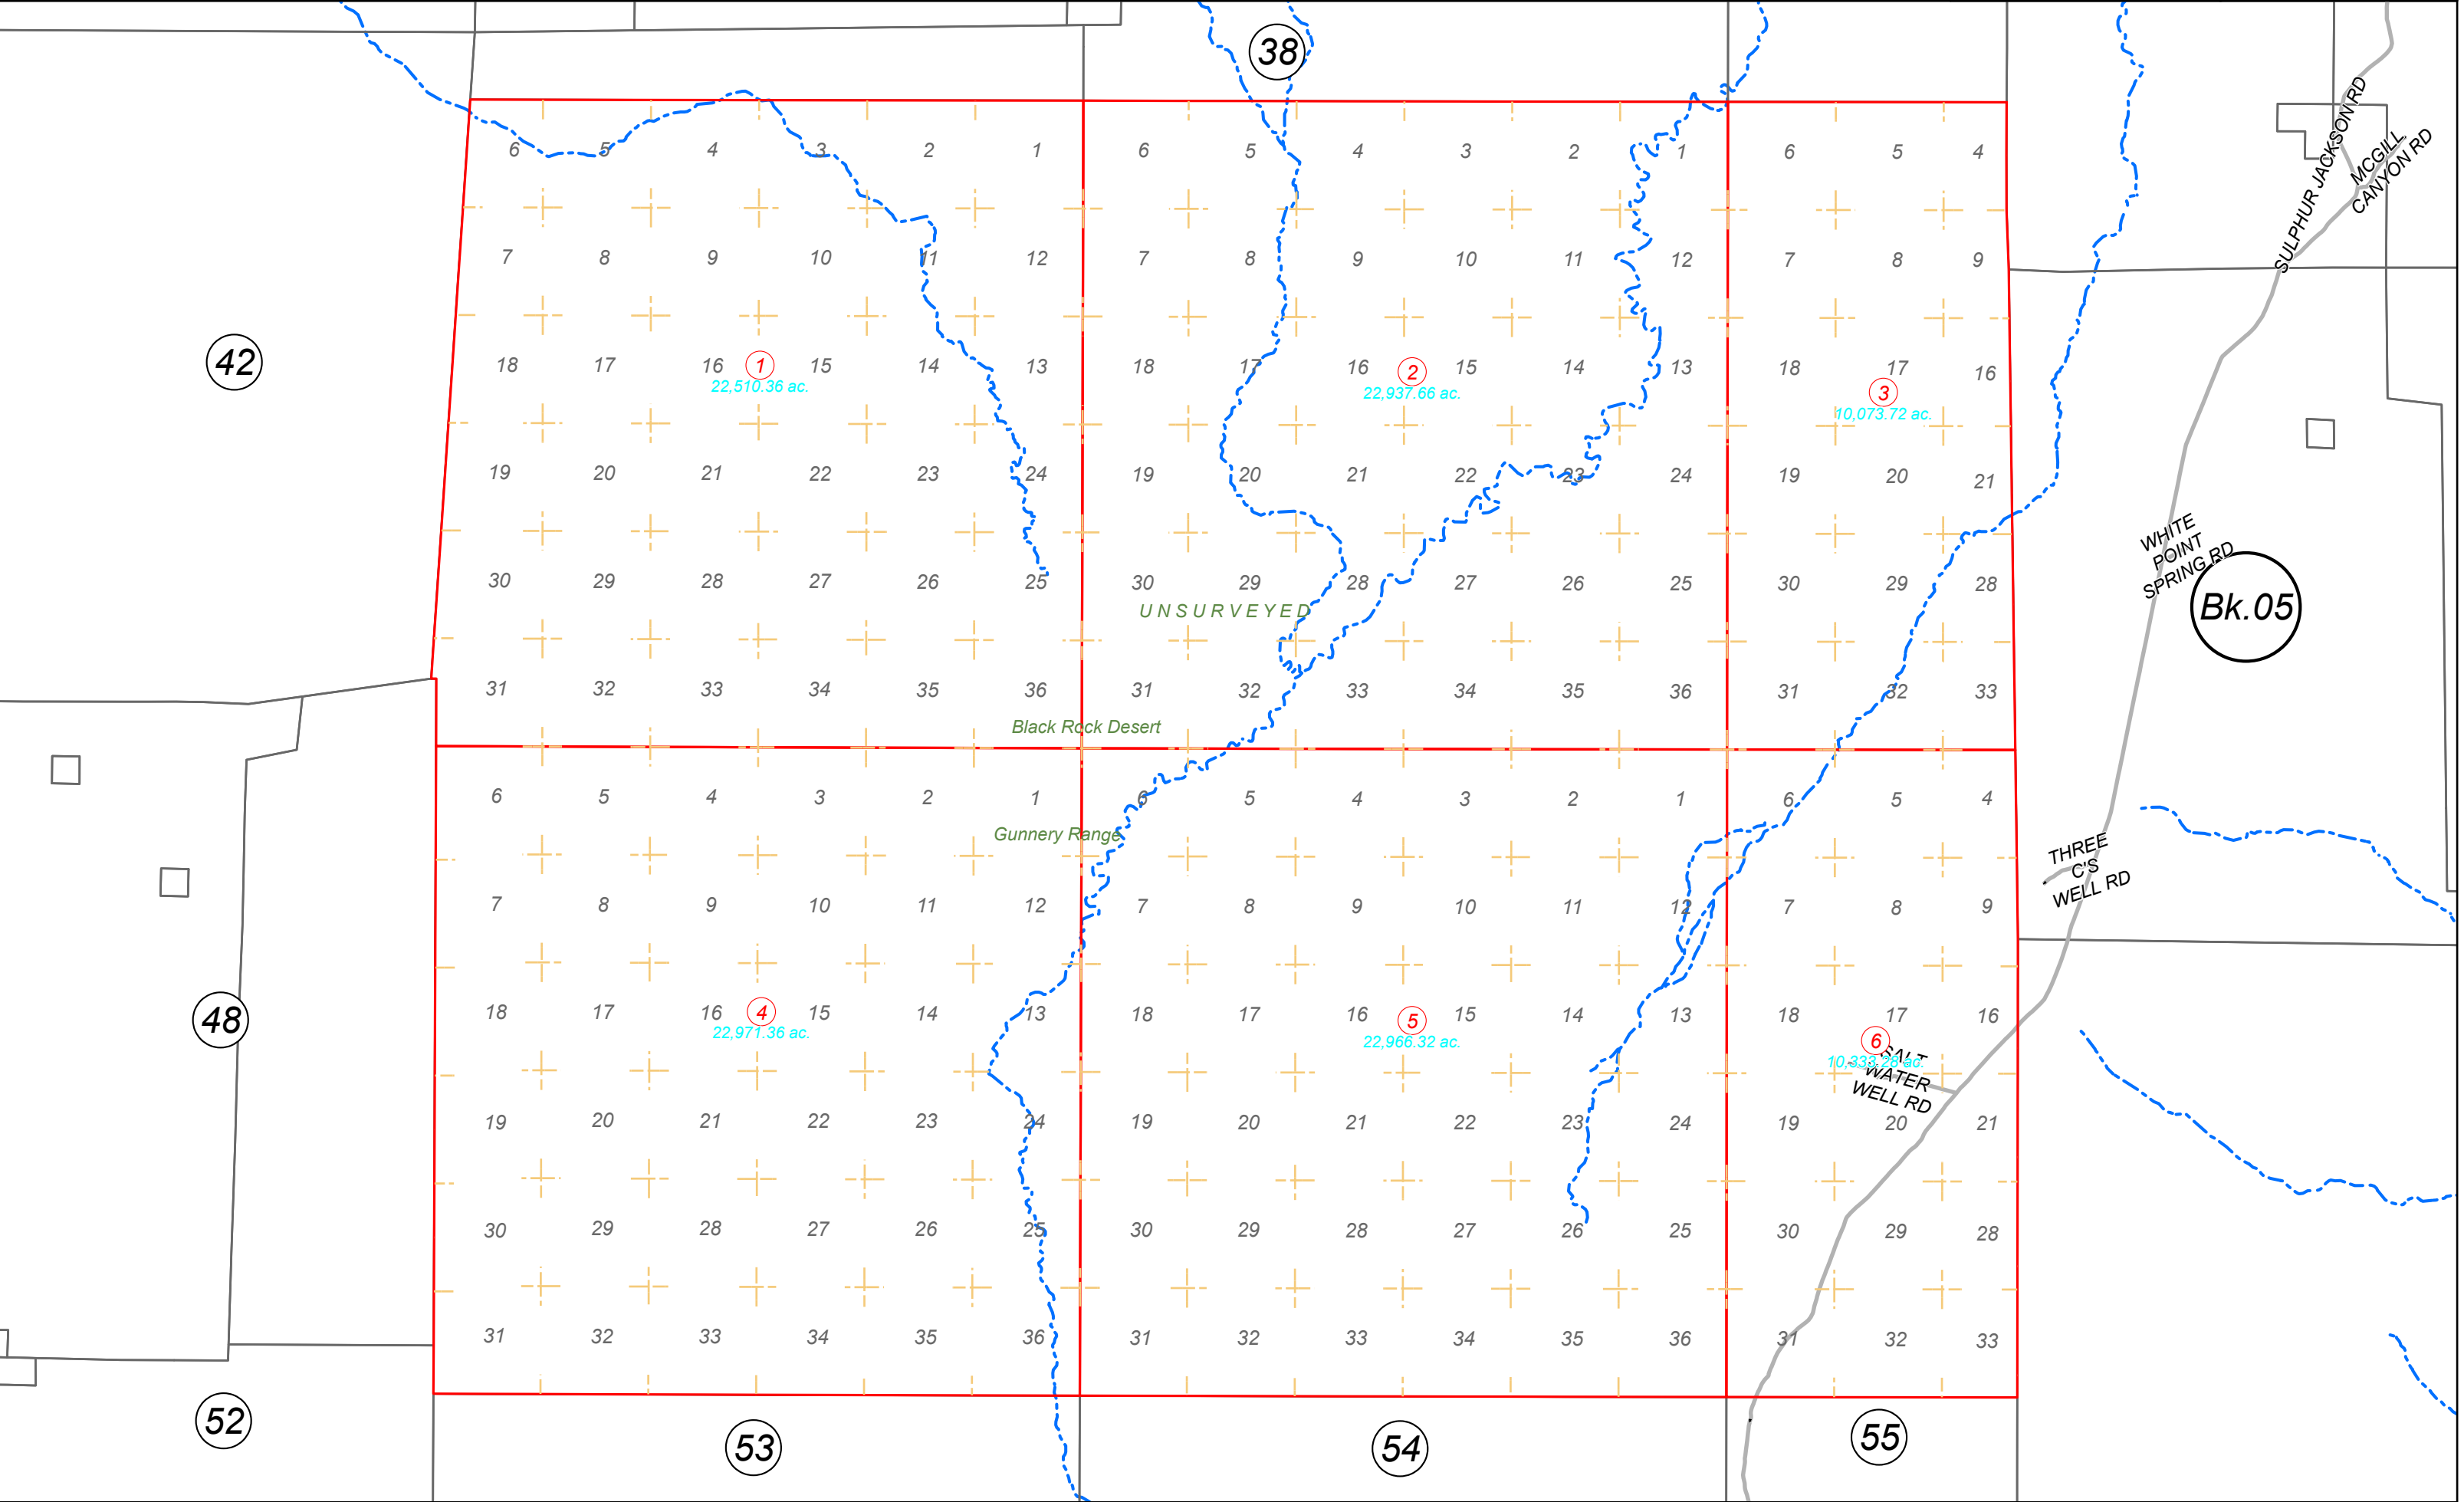 38
SULPHUR JACKSON RD
MCGILL
CANYON RD
6 5 4 3 2 1 6 5 4 3 2 1 6 5 4
7 8 9 10 11 12 7 8 9 10 11 12 7 8 9
42
18 17 16 15 14 13 18 17 16 15 14 13 18 17 16
1 2 3
22,510.36 ac. 22,937.66 ac. 10,073.72 ac.
19 20 21 22 23 24 19 20 21 22 23 24 19 20 21
WHITE
POINT
SPRING RD
30 29 28 27 26 25 30 29 28 27 26 25 30 29 28
UNSURVEYED
Bk.05
31 32 33 34 35 36 31 32 33 34 35 36 31 32 33
Black Rock Desert
6 5 4 3 2 1 6 5 4 3 2 1 6 5 4
Gunnery Range
THREE
C'S
WELL RD
7 8 9 10 11 12 7 8 9 10 11 12 7 8 9
48
18 17 16 15 14 13 18 17 16 15 14 13 18 17 16
4 5 6
22,971.36 ac. 22,966.32 ac. 10,333.28 ac.
SALT
WATER
WELL RD
19 20 21 22 23 24 19 20 21 22 23 24 19 20 21
30 29 28 27 26 25 30 29 28 27 26 25 30 29 28
31 32 33 34 35 36 31 32 33 34 35 36 31 32 33
52
53
54
55